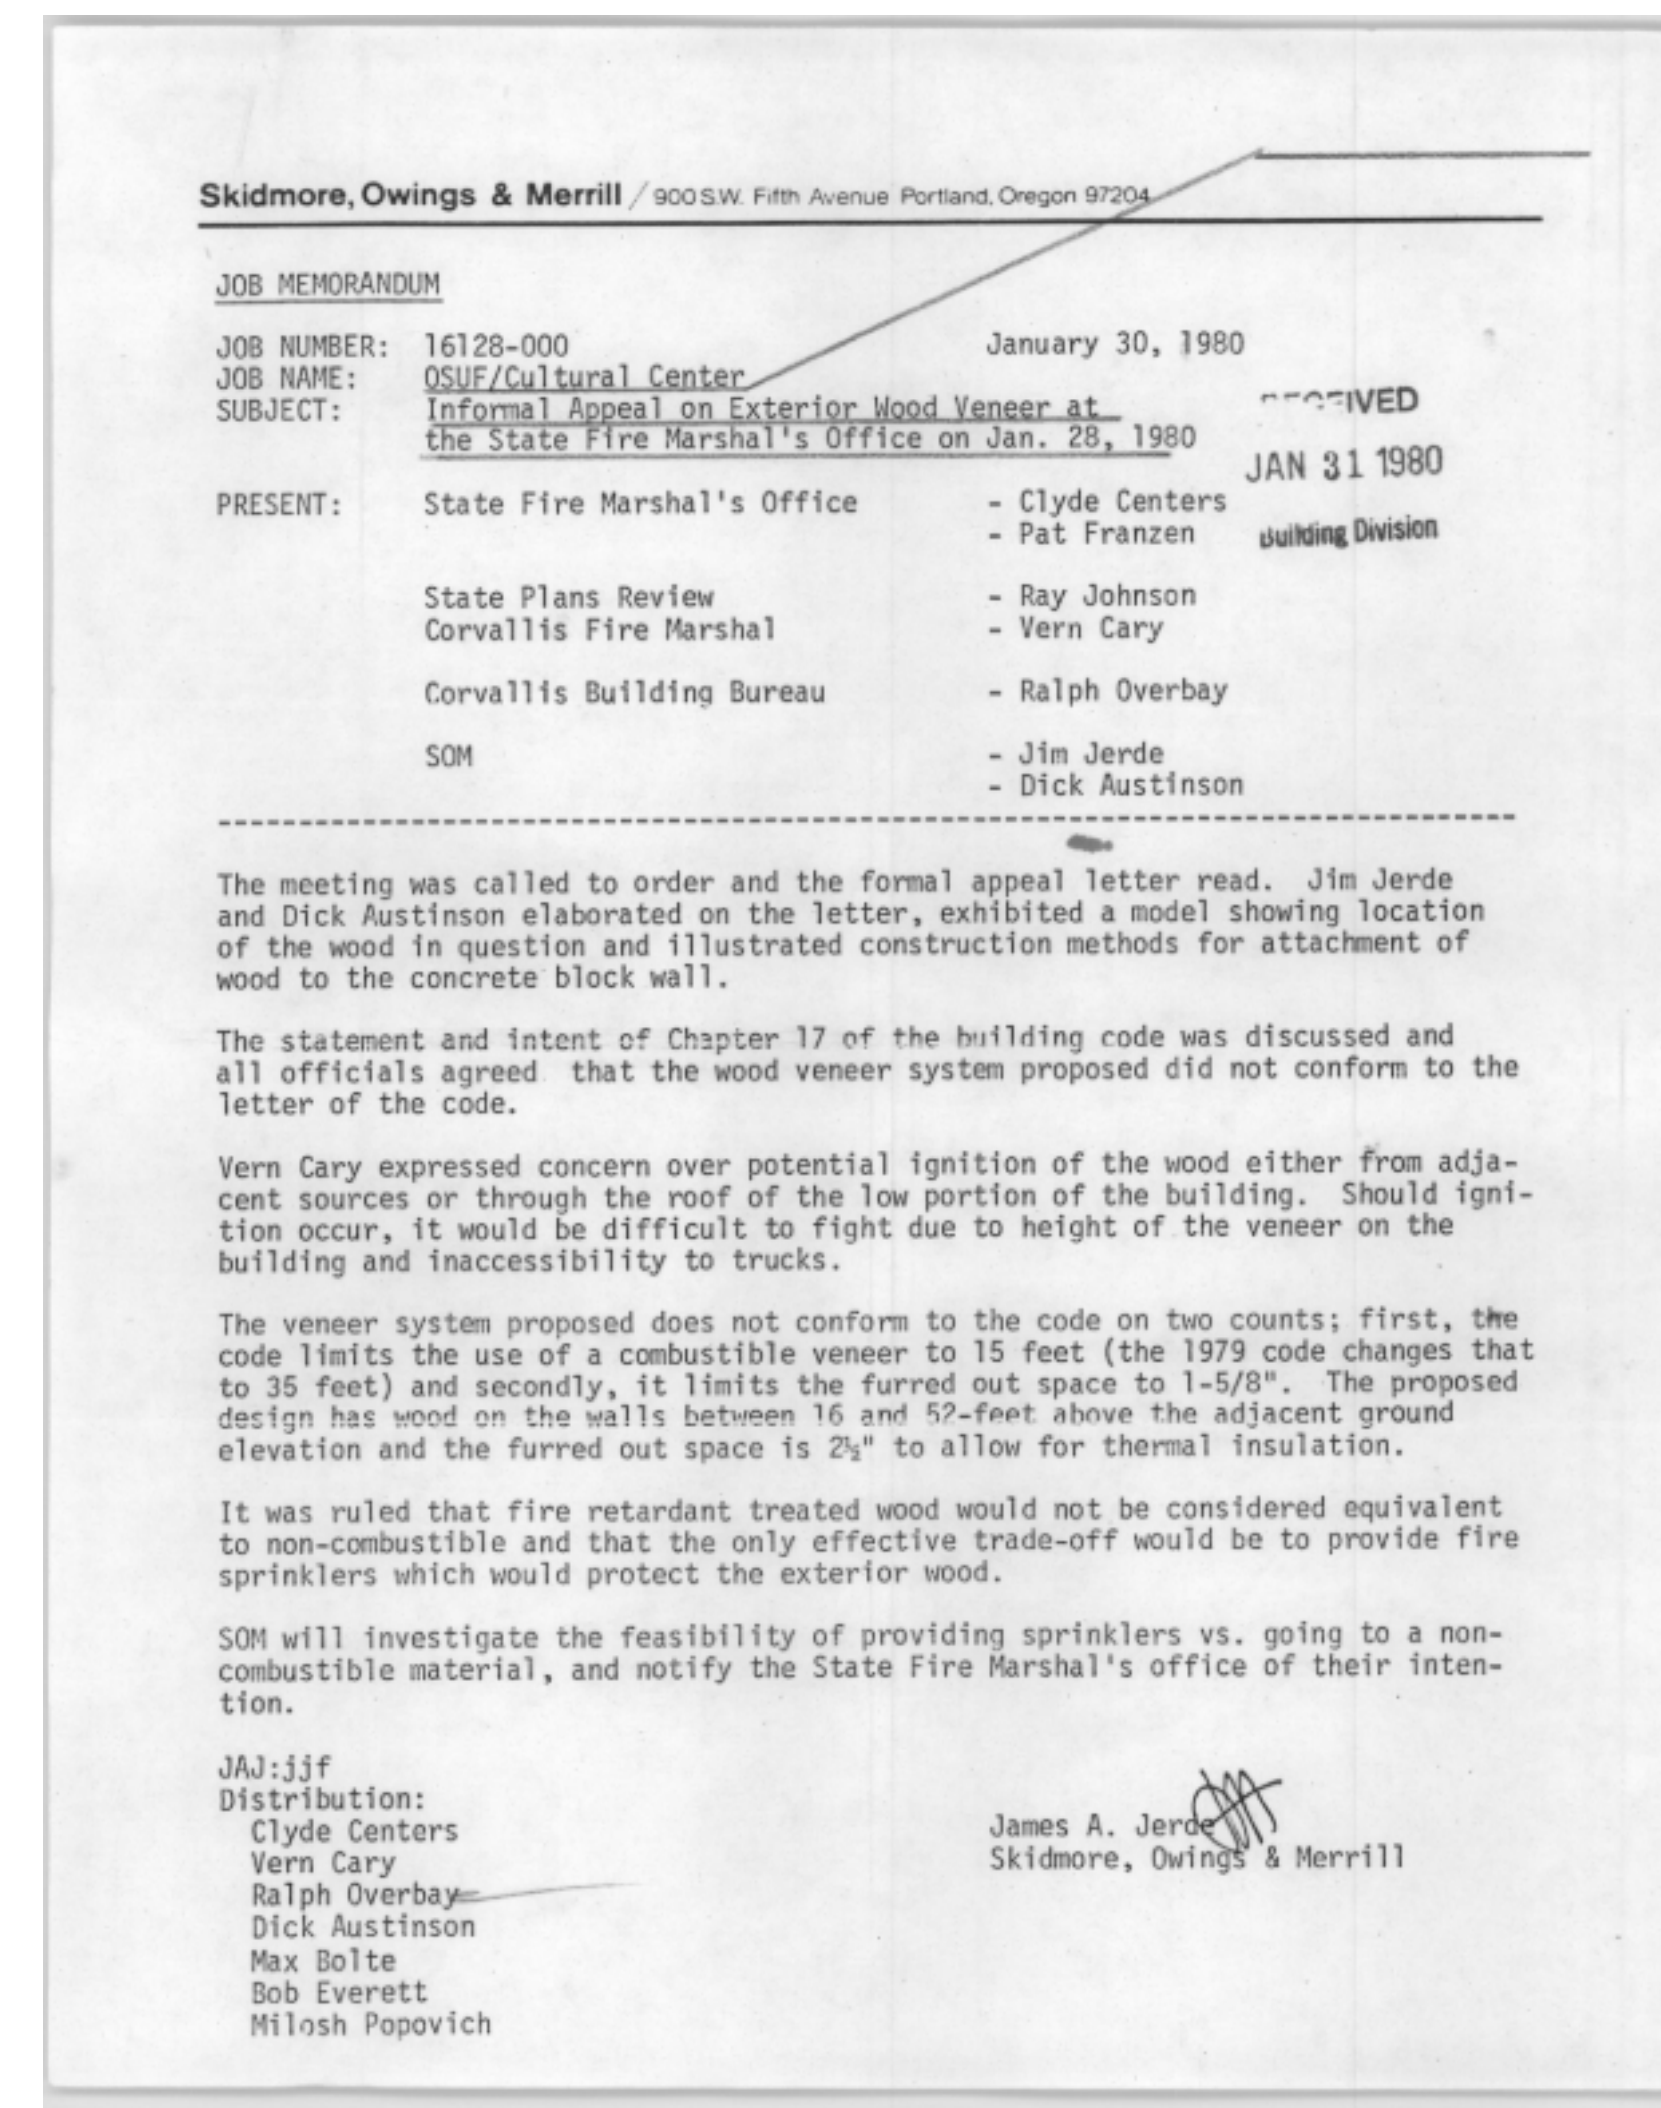 Skidmore, Owings & Merrill / 900 S.W. Fifth Avenue Portland, Oregon 97204
JOB MEMORANDUM
JOB NUMBER: 16128-000 January 30, 1980
JOB NAME: OSUF/Cultural Center
SUBJECT: Informal Appeal on Exterior Wood Veneer at
the State Fire Marshal's Office on Jan. 28, 1980
RECEIVED
JAN 31 1980
Building Division
PRESENT: State Fire Marshal's Office - Clyde Centers
- Pat Franzen
State Plans Review - Ray Johnson
Corvallis Fire Marshal - Vern Cary
Corvallis Building Bureau - Ralph Overbay
SOM - Jim Jerde
- Dick Austinson
The meeting was called to order and the formal appeal letter read. Jim Jerde
and Dick Austinson elaborated on the letter, exhibited a model showing location
of the wood in question and illustrated construction methods for attachment of
wood to the concrete block wall.
The statement and intent of Chapter 17 of the building code was discussed and
all officials agreed that the wood veneer system proposed did not conform to the
letter of the code.
Vern Cary expressed concern over potential ignition of the wood either from adja-
cent sources or through the roof of the low portion of the building. Should igni-
tion occur, it would be difficult to fight due to height of the veneer on the
building and inaccessibility to trucks.
The veneer system proposed does not conform to the code on two counts; first, the
code limits the use of a combustible veneer to 15 feet (the 1979 code changes that
to 35 feet) and secondly, it limits the furred out space to 1-5/8". The proposed
design has wood on the walls between 16 and 52-feet above the adjacent ground
elevation and the furred out space is 2½" to allow for thermal insulation.
It was ruled that fire retardant treated wood would not be considered equivalent
to non-combustible and that the only effective trade-off would be to provide fire
sprinklers which would protect the exterior wood.
SOM will investigate the feasibility of providing sprinklers vs. going to a non-
combustible material, and notify the State Fire Marshal's office of their inten-
tion.
JAJ:jjf
Distribution:
Clyde Centers
Vern Cary
Ralph Overbay
Dick Austinson
Max Bolte
Bob Everett
Milosh Popovich
James A. Jerde
Skidmore, Owings & Merrill